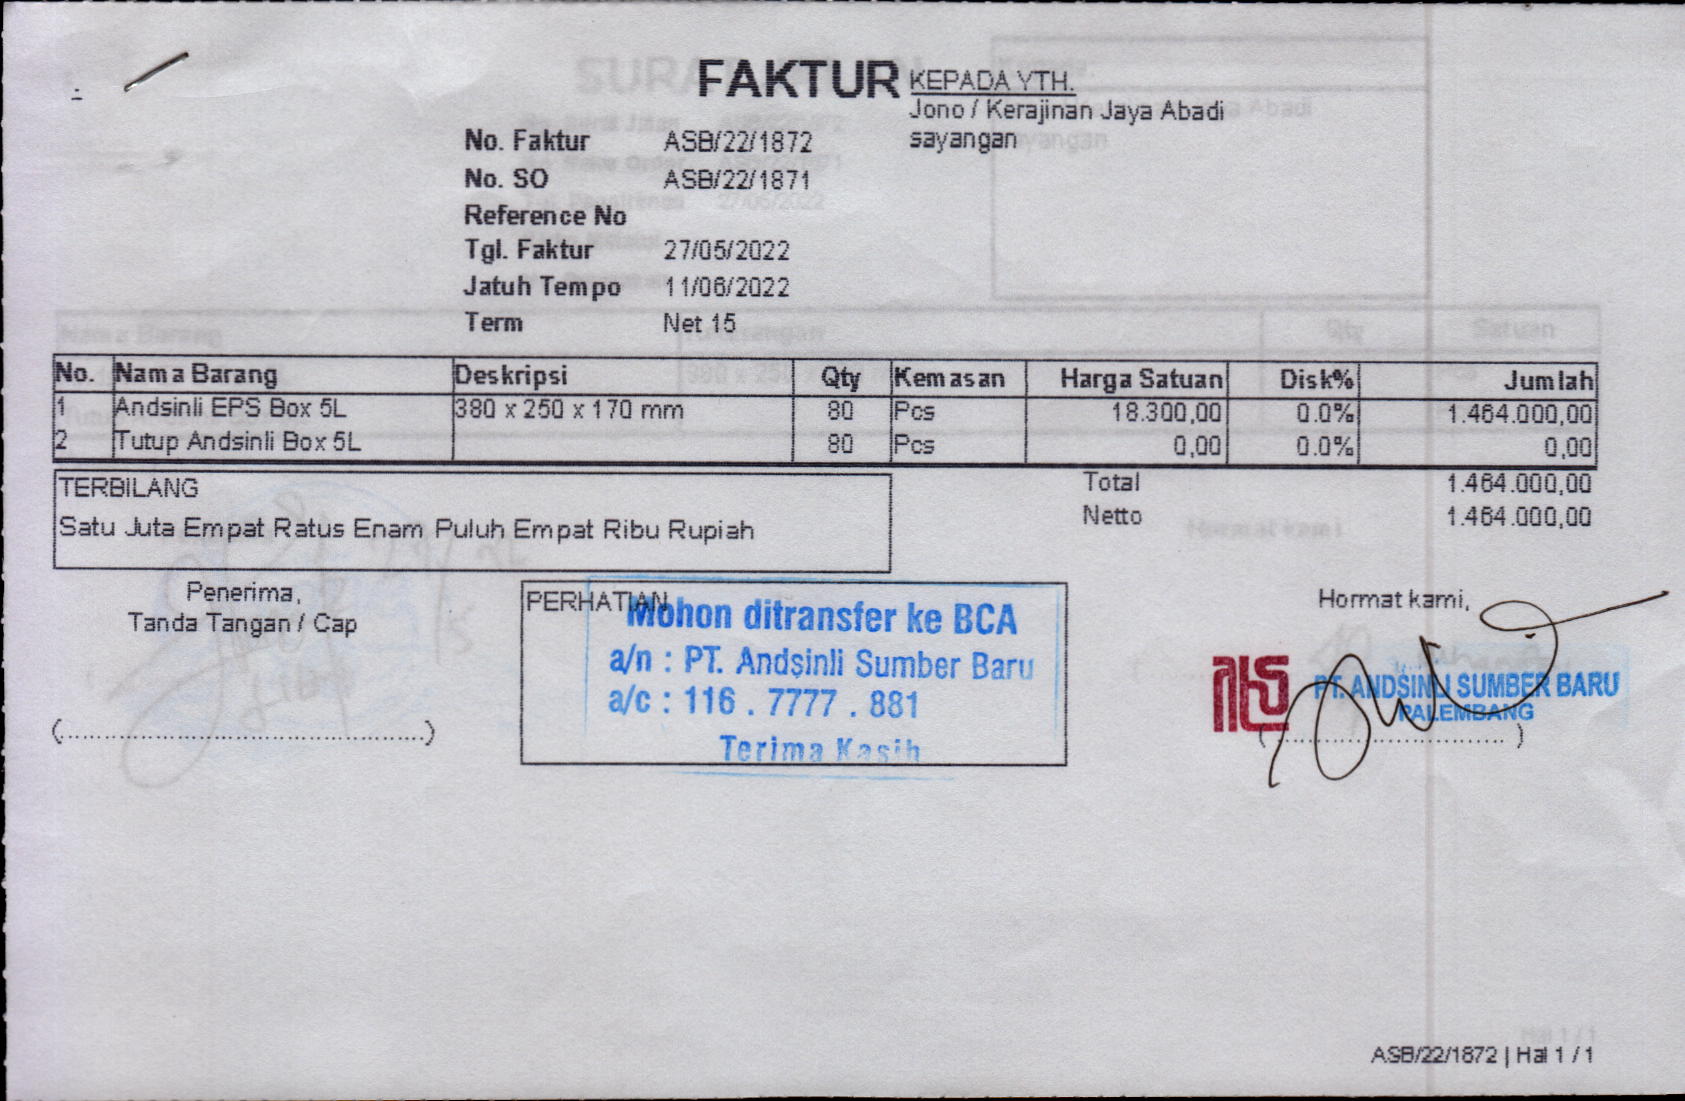 FAKTUR
KEPADA YTH.
Jono / Kerajinan Jaya Abadi
sayangan
No. Faktur ASB/22/1872
No. SO ASB/22/1871
Reference No
Tgl. Faktur 27/05/2022
Jatuh Tempo 11/06/2022
Term Net 15
No. Nama Barang Deskripsi Qty Kemasan Harga Satuan Disk% Jumlah
1 Andsinli EPS Box 5L 380 x 250 x 170 mm 80 Pcs 18.300,00 0.0% 1.464.000,00
2 Tutup Andsinli Box 5L 80 Pcs 0,00 0.0% 0,00
TERBILANG
Satu Juta Empat Ratus Enam Puluh Empat Ribu Rupiah
Total 1.464.000,00
Netto 1.464.000,00
Penerima,
Tanda Tangan / Cap
(................................................)
PERHATIAN
Mohon ditransfer ke BCA
a/n : PT. Andsinli Sumber Baru
a/c : 116 . 7777 . 881
Terima Kasih
Hormat kami,
PT. ANDSINLI SUMBER BARU
PALEMBANG
(................................)
ASB/22/1872 | Hal 1 / 1